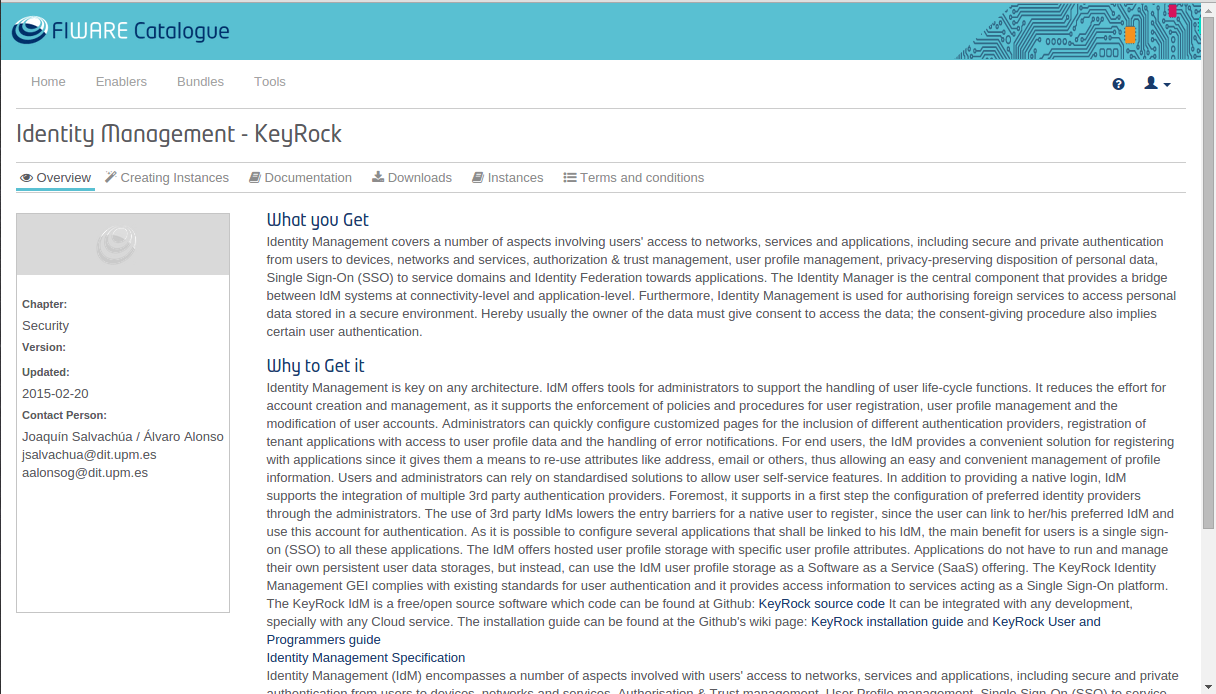 FIWARE Catalogue
Home Enablers Bundles Tools
Identity Management - KeyRock
Overview Creating Instances Documentation Downloads Instances Terms and conditions
Chapter:
Security
Version:
Updated:
2015-02-20
Contact Person:
Joaquín Salvachúa / Álvaro Alonso
jsalvachua@dit.upm.es
aalonsog@dit.upm.es
What you Get
Identity Management covers a number of aspects involving users' access to networks, services and applications, including secure and private authentication
from users to devices, networks and services, authorization & trust management, user profile management, privacy-preserving disposition of personal data,
Single Sign-On (SSO) to service domains and Identity Federation towards applications. The Identity Manager is the central component that provides a bridge
between IdM systems at connectivity-level and application-level. Furthermore, Identity Management is used for authorising foreign services to access personal
data stored in a secure environment. Hereby usually the owner of the data must give consent to access the data; the consent-giving procedure also implies
certain user authentication.
Why to Get it
Identity Management is key on any architecture. IdM offers tools for administrators to support the handling of user life-cycle functions. It reduces the effort for
account creation and management, as it supports the enforcement of policies and procedures for user registration, user profile management and the
modification of user accounts. Administrators can quickly configure customized pages for the inclusion of different authentication providers, registration of
tenant applications with access to user profile data and the handling of error notifications. For end users, the IdM provides a convenient solution for registering
with applications since it gives them a means to re-use attributes like address, email or others, thus allowing an easy and convenient management of profile
information. Users and administrators can rely on standardised solutions to allow user self-service features. In addition to providing a native login, IdM
supports the integration of multiple 3rd party authentication providers. Foremost, it supports in a first step the configuration of preferred identity providers
through the administrators. The use of 3rd party IdMs lowers the entry barriers for a native user to register, since the user can link to her/his preferred IdM and
use this account for authentication. As it is possible to configure several applications that shall be linked to his IdM, the main benefit for users is a single sign-
on (SSO) to all these applications. The IdM offers hosted user profile storage with specific user profile attributes. Applications do not have to run and manage
their own persistent user data storages, but instead, can use the IdM user profile storage as a Software as a Service (SaaS) offering. The KeyRock Identity
Management GEI complies with existing standards for user authentication and it provides access information to services acting as a Single Sign-On platform.
The KeyRock IdM is a free/open source software which code can be found at Github: KeyRock source code It can be integrated with any development,
specially with any Cloud service. The installation guide can be found at the Github's wiki page: KeyRock installation guide and KeyRock User and
Programmers guide
Identity Management Specification
Identity Management (IdM) encompasses a number of aspects involved with users' access to networks, services and applications, including secure and private
authentication from users to devices, networks and services, Authorisation & Trust management, User Profile management, Single Sign-On (SSO) to service